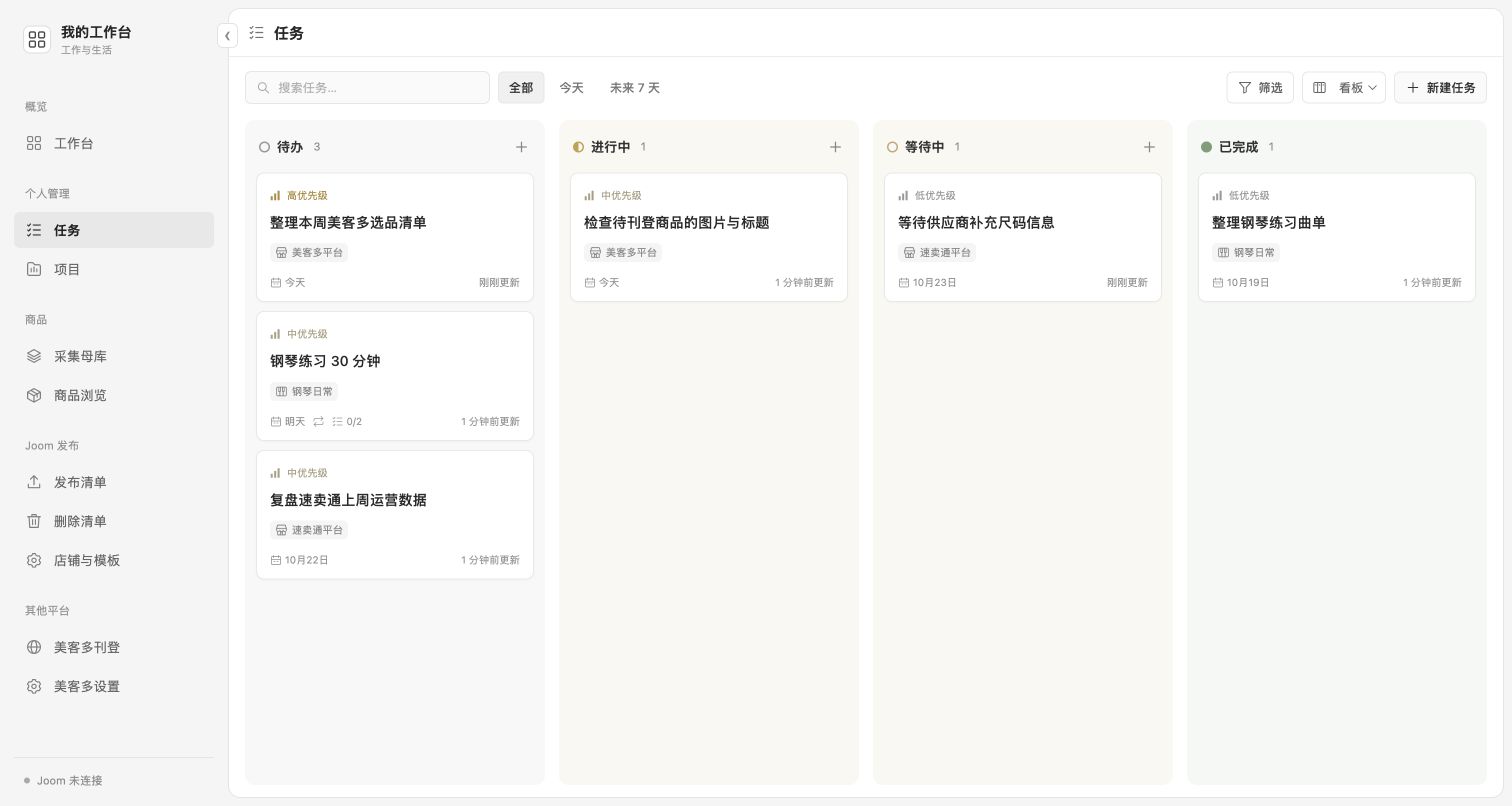 我的工作台
工作与生活
概览
工作台
个人管理
任务
项目
商品
采集母库
商品浏览
Joom 发布
发布清单
删除清单
店铺与模板
其他平台
美客多刊登
美客多设置
Joom 未连接
任务
搜索任务...
全部
今天
未来 7 天
筛选
看板
新建任务
待办 3
高优先级
整理本周美客多选品清单
美客多平台
今天 刚刚更新
中优先级
钢琴练习 30 分钟
钢琴日常
明天 0/2 1 分钟前更新
中优先级
复盘速卖通上周运营数据
速卖通平台
10月22日 1 分钟前更新
进行中 1
中优先级
检查待刊登商品的图片与标题
美客多平台
今天 1 分钟前更新
等待中 1
低优先级
等待供应商补充尺码信息
速卖通平台
10月23日 刚刚更新
已完成 1
低优先级
整理钢琴练习曲单
钢琴日常
10月19日 1 分钟前更新